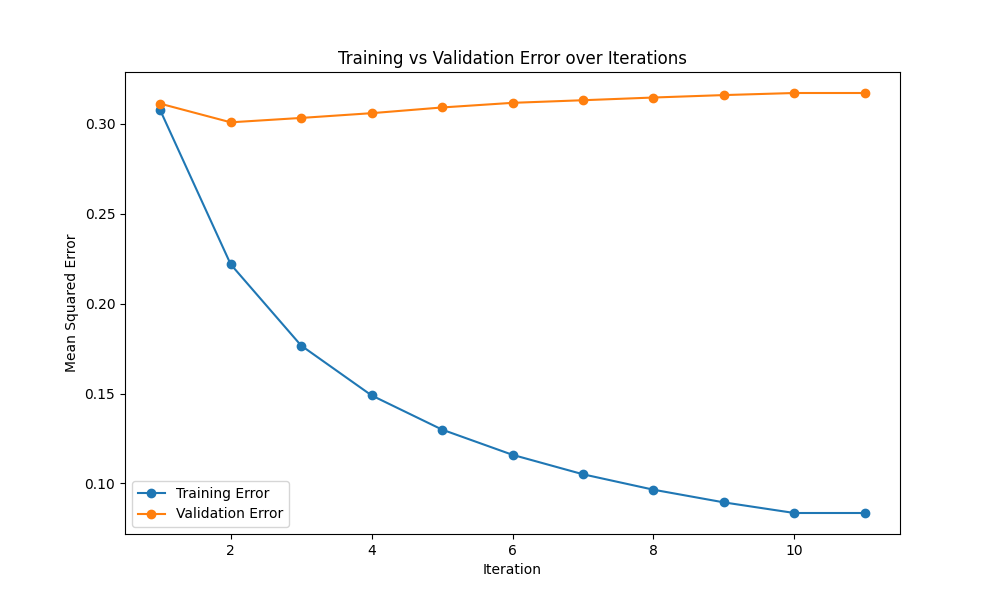 Training vs Validation Error over Iterations
Mean Squared Error
0.30
0.25
0.20
0.15
0.10
Training Error
Validation Error
2
4
6
8
10
Iteration